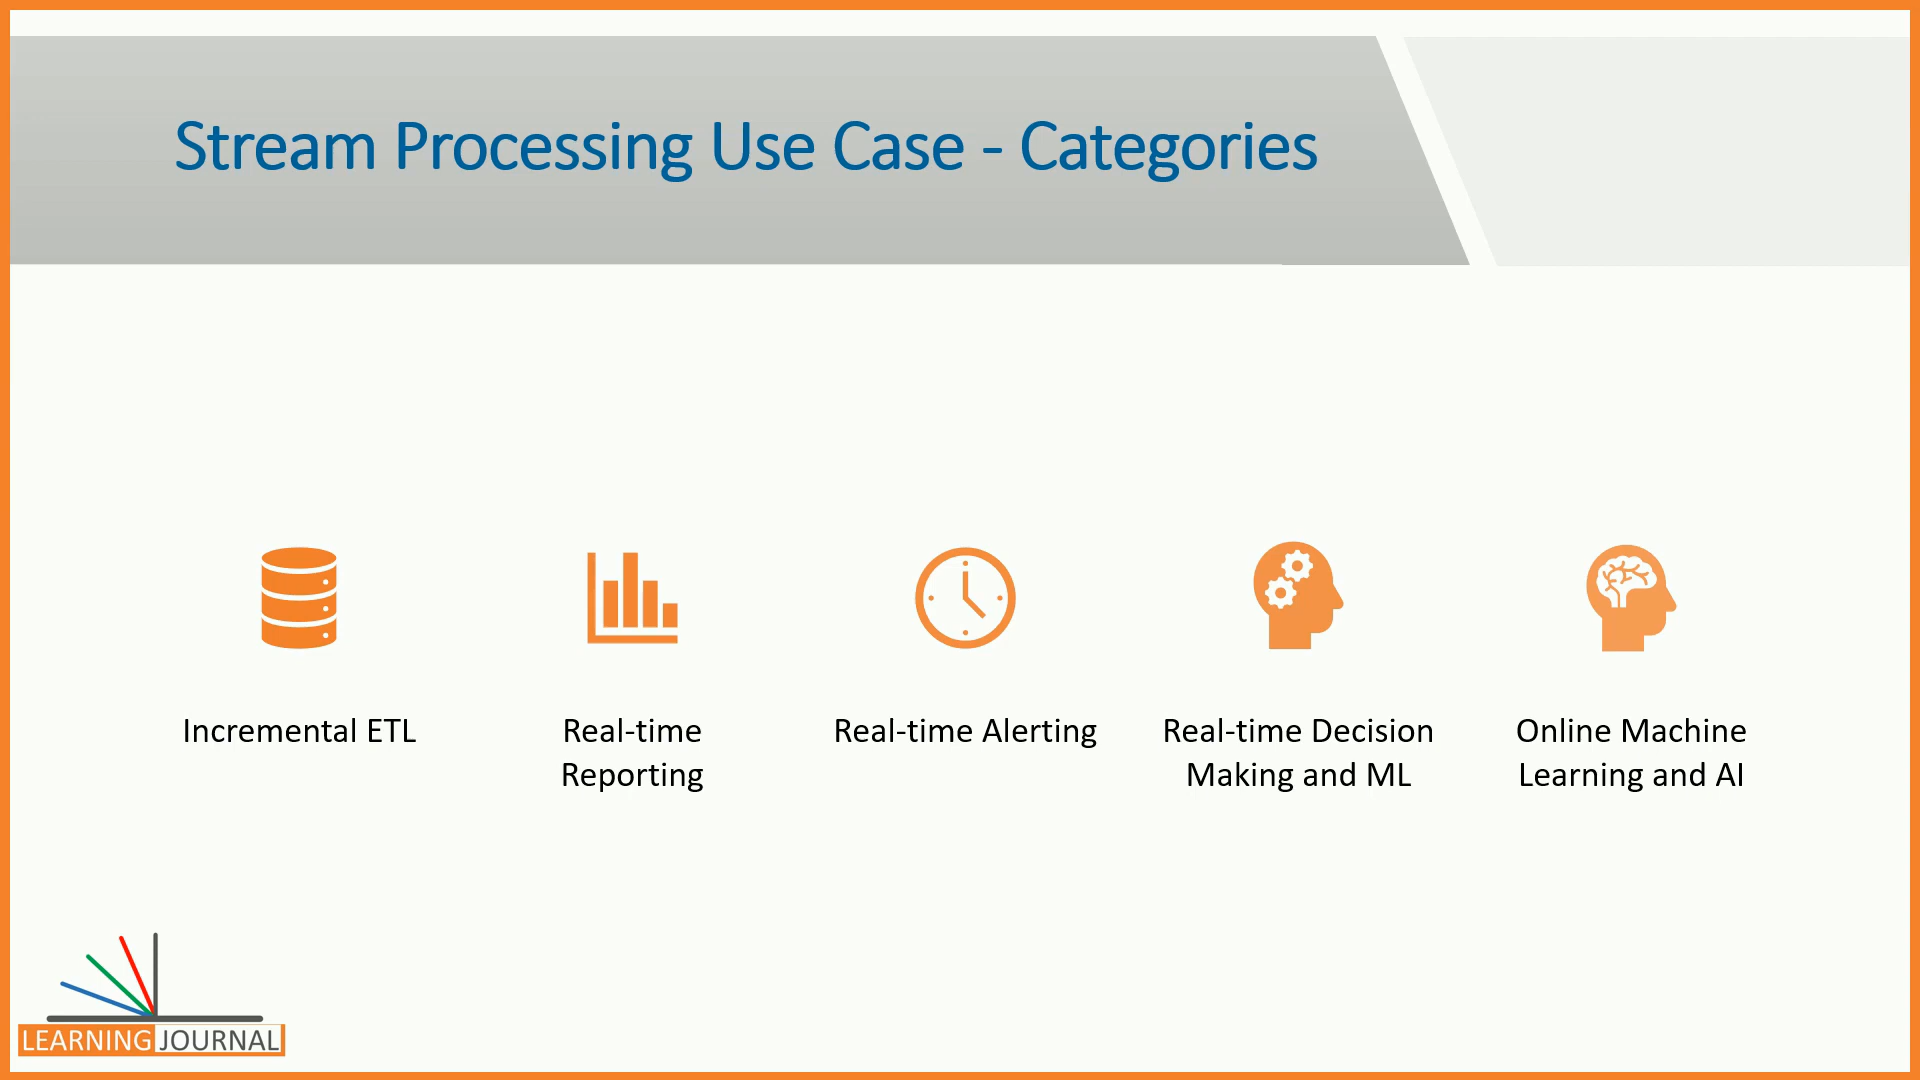 Stream Processing Use Case - Categories
Incremental ETL
Real-time
Reporting
Real-time Alerting
Real-time Decision
Making and ML
Online Machine
Learning and AI
LEARNING JOURNAL